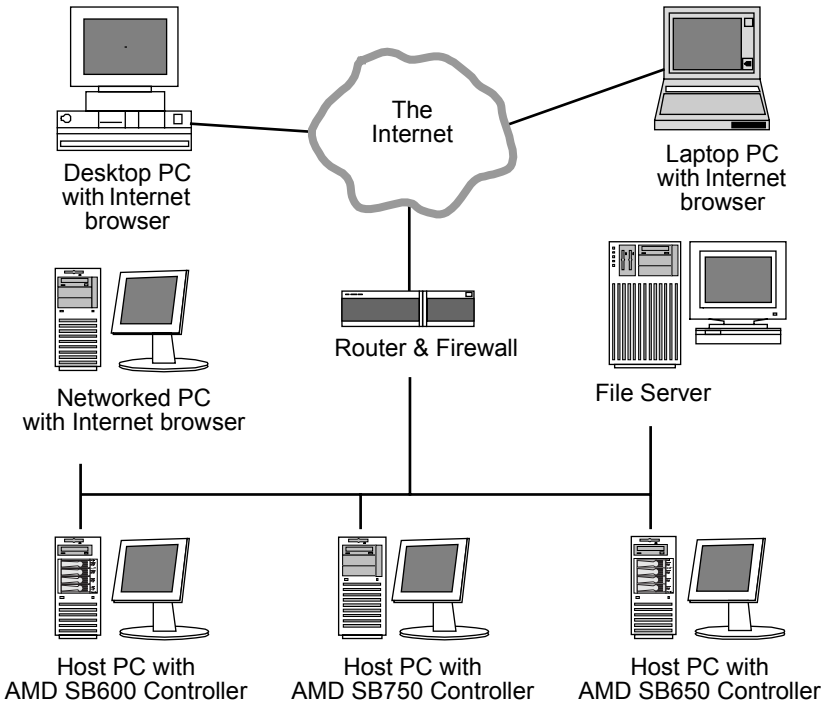 The
Internet
Desktop PC
with Internet
browser
Laptop PC
with Internet
browser
Router & Firewall
Networked PC
with Internet browser
File Server
Host PC with
AMD SB600 Controller
Host PC with
AMD SB750 Controller
Host PC with
AMD SB650 Controller